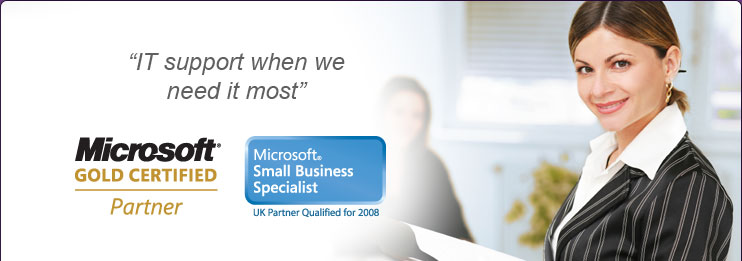 “IT support when we
need it most”
Microsoft®
GOLD CERTIFIED
Partner
Microsoft®
Small Business
Specialist
UK Partner Qualified for 2008